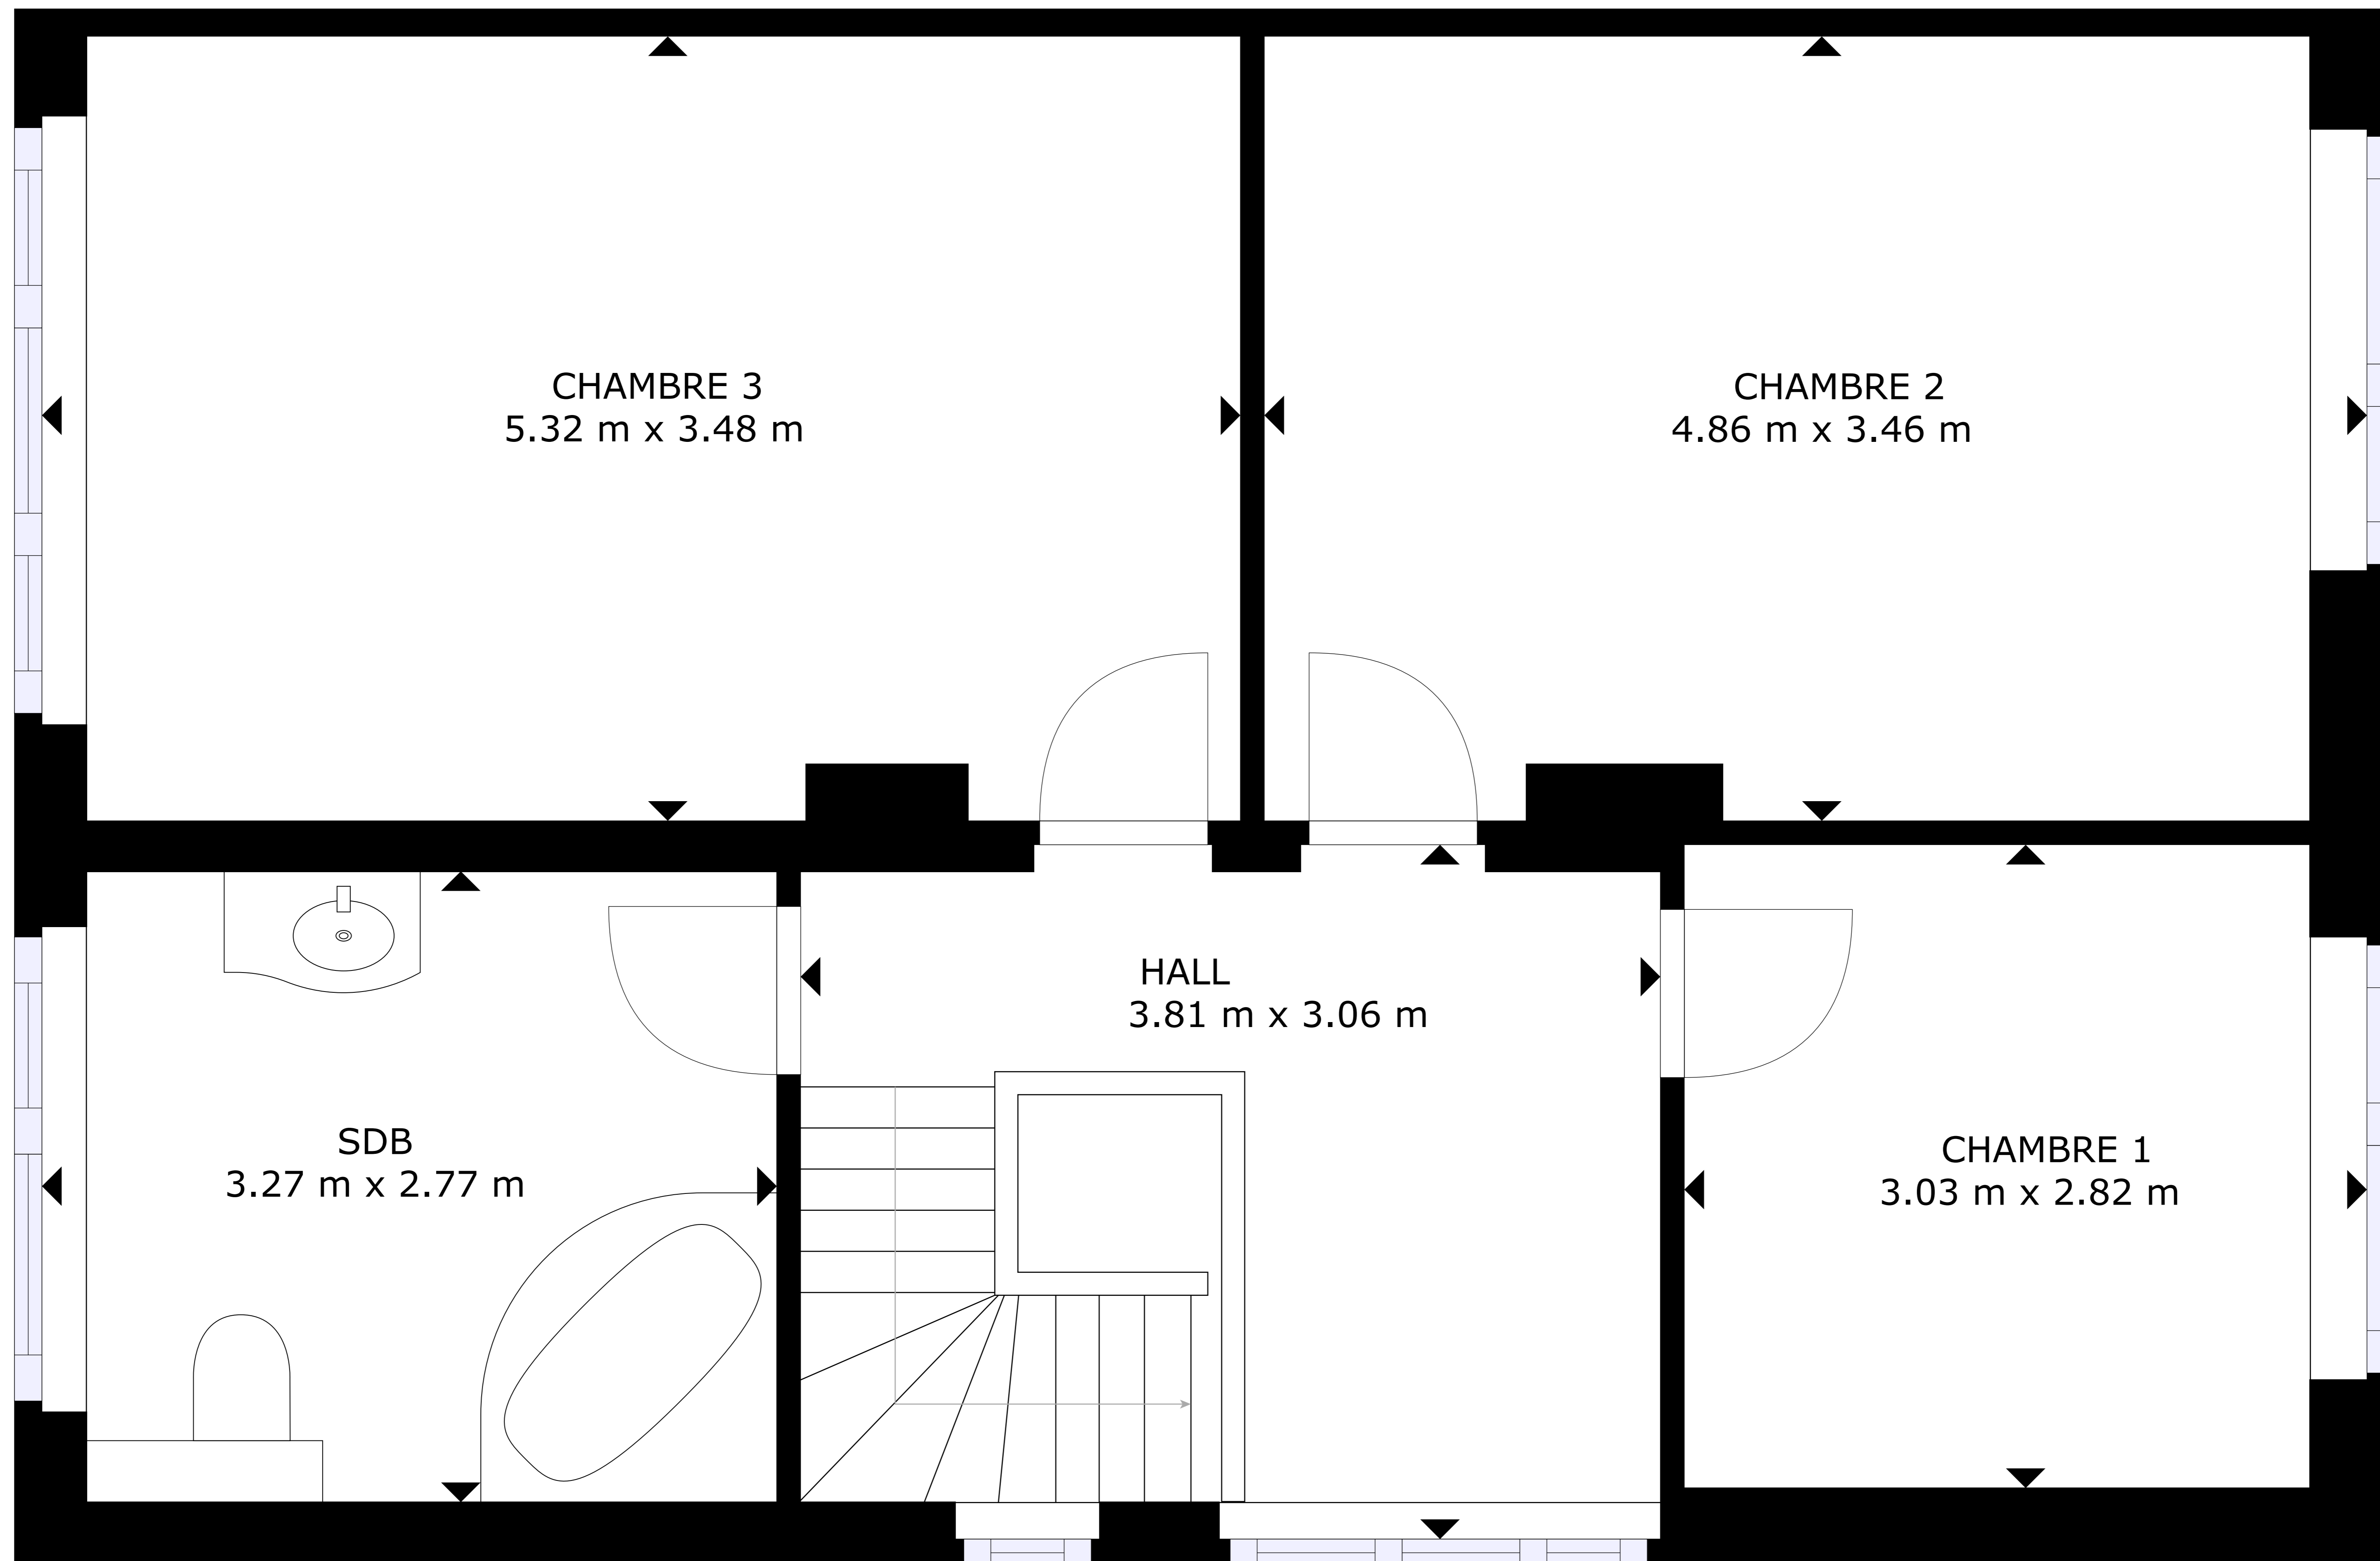 CHAMBRE 3
5.32 m x 3.48 m
CHAMBRE 2
4.86 m x 3.46 m
HALL
3.81 m x 3.06 m
SDB
3.27 m x 2.77 m
CHAMBRE 1
3.03 m x 2.82 m